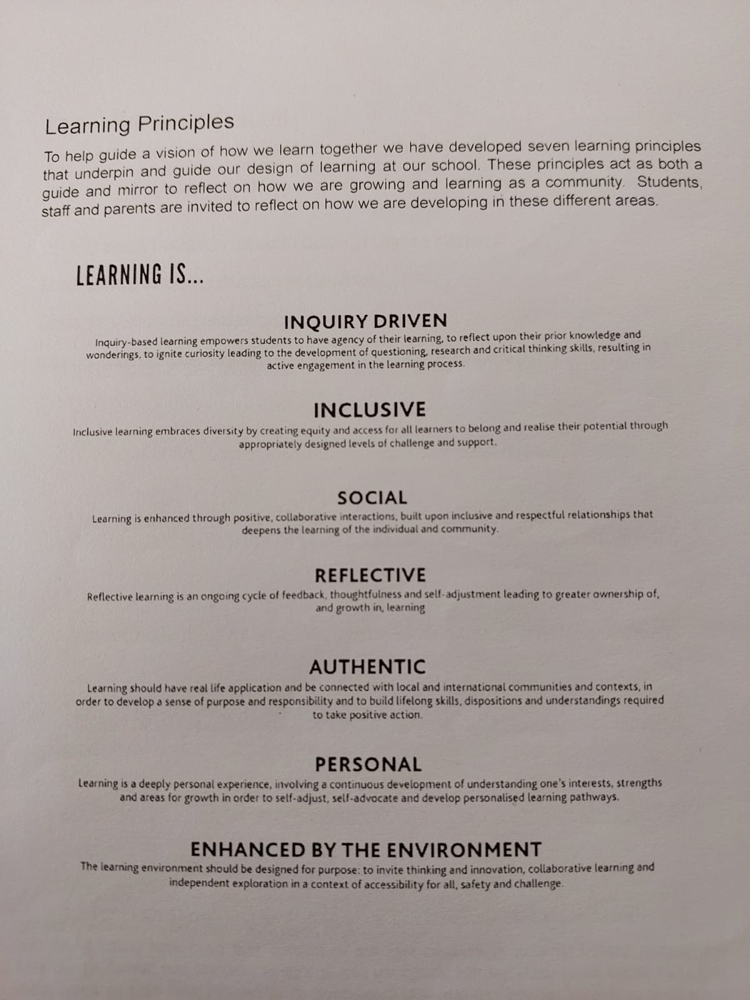 Learning Principles
To help guide a vision of how we learn together we have developed seven learning principles
that underpin and guide our design of learning at our school. These principles act as both a
guide and mirror to reflect on how we are growing and learning as a community. Students,
staff and parents are invited to reflect on how we are developing in these different areas.
LEARNING IS...
INQUIRY DRIVEN
Inquiry-based learning empowers students to have agency of their learning, to reflect upon their prior knowledge and
wonderings, to ignite curiosity leading to the development of questioning, research and critical thinking skills, resulting in
active engagement in the learning process.
INCLUSIVE
Inclusive learning embraces diversity by creating equity and access for all learners to belong and realise their potential through
appropriately designed levels of challenge and support.
SOCIAL
Learning is enhanced through positive, collaborative interactions, built upon inclusive and respectful relationships that
deepens the learning of the individual and community.
REFLECTIVE
Reflective learning is an ongoing cycle of feedback, thoughtfulness and self-adjustment leading to greater ownership of,
and growth in, learning
AUTHENTIC
Learning should have real life application and be connected with local and international communities and contexts, in
order to develop a sense of purpose and responsibility and to build lifelong skills, dispositions and understandings required
to take positive action.
PERSONAL
Learning is a deeply personal experience, involving a continuous development of understanding one's interests, strengths
and areas for growth in order to self-adjust, self-advocate and develop personalised learning pathways.
ENHANCED BY THE ENVIRONMENT
The learning environment should be designed for purpose: to invite thinking and innovation, collaborative learning and
independent exploration in a context of accessibility for all, safety and challenge.